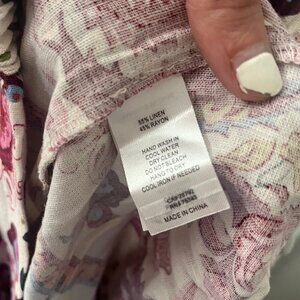 55% LINEN
45% RAYON
HAND WASH IN
COOL WATER
DRY CLEAN
DO NOT BLEACH
HANG TO DRY
COOL IRON IF NEEDED
MADE IN CHINA